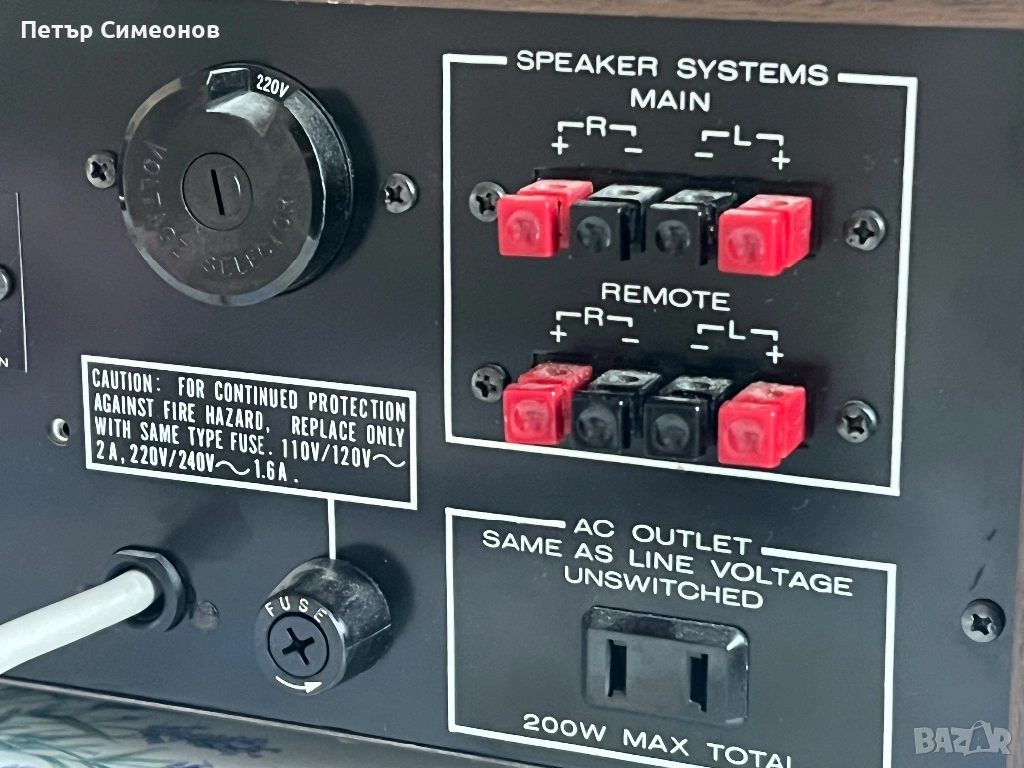 Петър Симеонов
220V
VOLTAGE SELECTOR
SPEAKER SYSTEMS
MAIN
R L
+ − − +
REMOTE
R L
+ − − +
N
CAUTION: FOR CONTINUED PROTECTION
AGAINST FIRE HAZARD, REPLACE ONLY
WITH SAME TYPE FUSE. 110V/120V～
2A, 220V/240V～ 1.6A.
FUSE
AC OUTLET
SAME AS LINE VOLTAGE
UNSWITCHED
200W MAX TOTAL
BAZAR